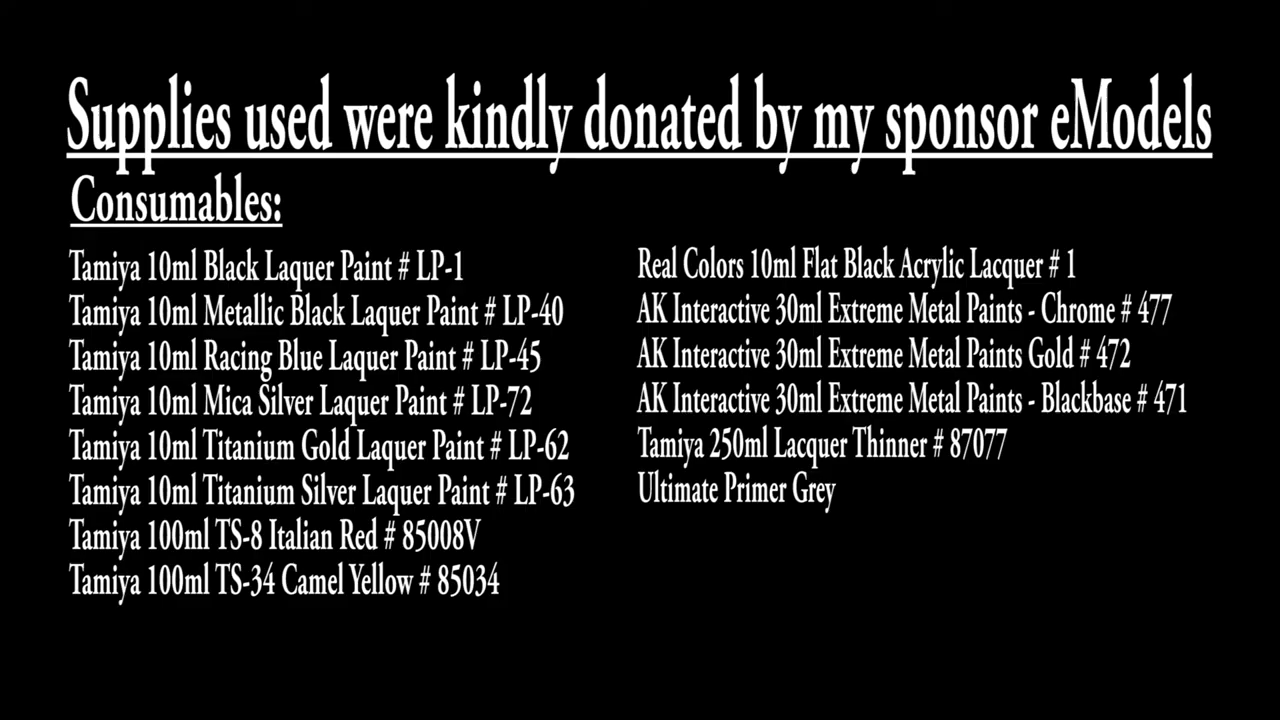 Supplies used were kindly donated by my sponsor eModels
Consumables:
Tamiya 10ml Black Laquer Paint # LP-1
Tamiya 10ml Metallic Black Laquer Paint # LP-40
Tamiya 10ml Racing Blue Laquer Paint # LP-45
Tamiya 10ml Mica Silver Laquer Paint # LP-72
Tamiya 10ml Titanium Gold Laquer Paint # LP-62
Tamiya 10ml Titanium Silver Laquer Paint # LP-63
Tamiya 100ml TS-8 Italian Red # 85008V
Tamiya 100ml TS-34 Camel Yellow # 85034
Real Colors 10ml Flat Black Acrylic Lacquer # 1
AK Interactive 30ml Extreme Metal Paints - Chrome # 477
AK Interactive 30ml Extreme Metal Paints Gold # 472
AK Interactive 30ml Extreme Metal Paints - Blackbase # 471
Tamiya 250ml Lacquer Thinner # 87077
Ultimate Primer Grey